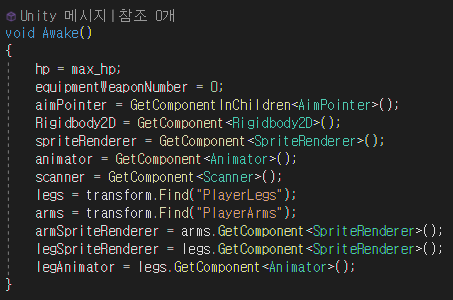 Unity 메시지 | 참조 0개
void Awake()
{
hp = max_hp;
equipmentWeaponNumber = 0;
aimPointer = GetComponentInChildren<AimPointer>();
Rigidbody2D = GetComponent<Rigidbody2D>();
spriteRenderer = GetComponent<SpriteRenderer>();
animator = GetComponent<Animator>();
scanner = GetComponent<Scanner>();
legs = transform.Find("PlayerLegs");
arms = transform.Find("PlayerArms");
armSpriteRenderer = arms.GetComponent<SpriteRenderer>();
legSpriteRenderer = legs.GetComponent<SpriteRenderer>();
legAnimator = legs.GetComponent<Animator>();
}